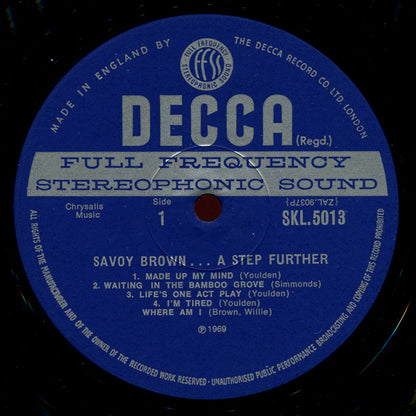 MADE IN ENGLAND BY
THE DECCA RECORD CO LTD. LONDON
FULL FREQUENCY
FFSS
STEREOPHONIC SOUND
DECCA (Regd.)
FULL FREQUENCY
STEREOPHONIC SOUND
Chrysalis
Music
Side
1
{ZAL.9037}
SKL.5013
SAVOY BROWN... A STEP FURTHER
1. MADE UP MY MIND (Youlden)
2. WAITING IN THE BAMBOO GROVE (Simmonds)
3. LIFE'S ONE ACT PLAY (Youlden)
4. I'M TIRED (Youlden)
WHERE AM I (Brown, Willie)
℗ 1969
ALL RIGHTS OF THE MANUFACTURER AND OF THE OWNER OF THE RECORDED WORK RESERVED · UNAUTHORISED PUBLIC PERFORMANCE BROADCASTING AND COPYING OF THIS RECORD PROHIBITED